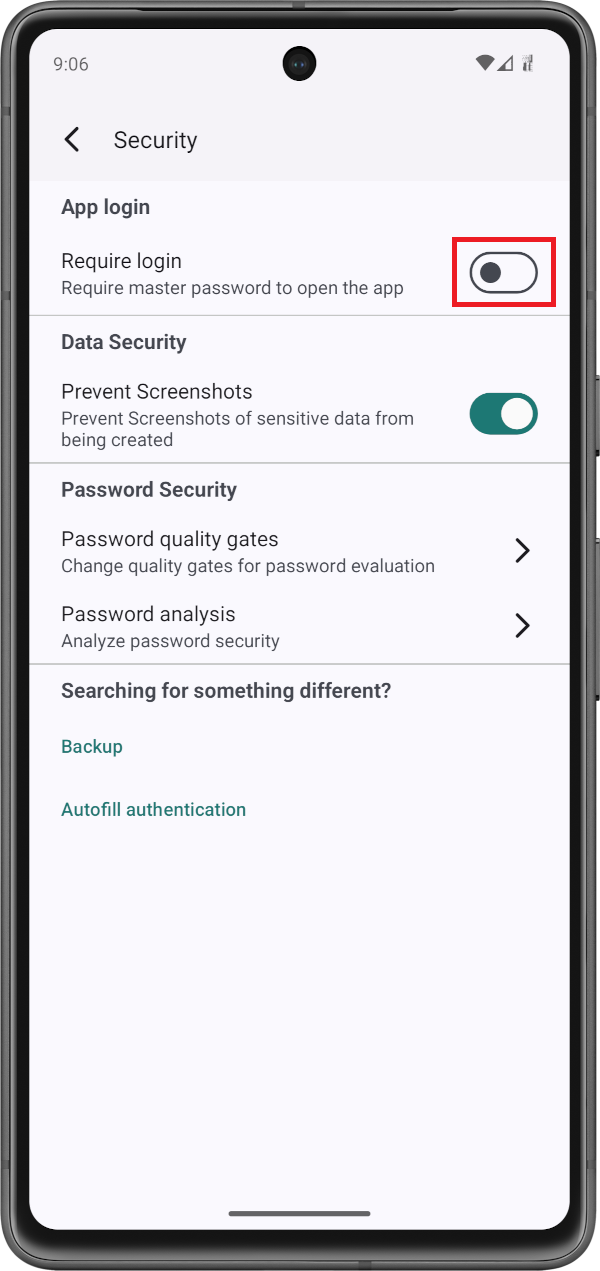 9:06
Security
App login
Require login
Require master password to open the app
Data Security
Prevent Screenshots
Prevent Screenshots of sensitive data from
being created
Password Security
Password quality gates
Change quality gates for password evaluation
Password analysis
Analyze password security
Searching for something different?
Backup
Autofill authentication